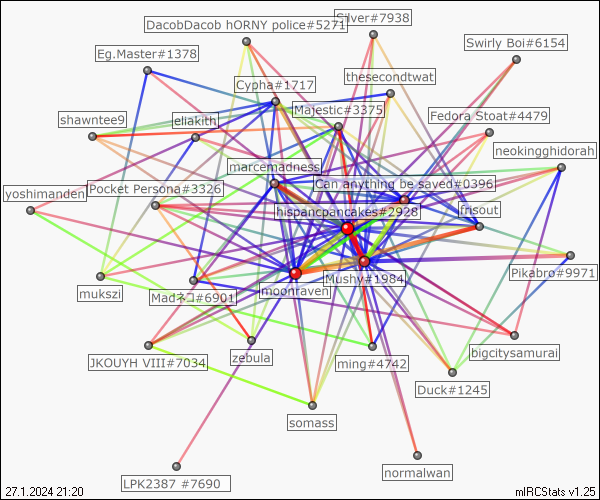 DacobDacob hORNY police#5271
Silver#7938
Swirly Boi#6154
Eg.Master#1378
thesecondtwat
Cypha#1717
Majestic#3375
Fedora Stoat#4479
shawntee9
eliakith
neokingghidorah
marcemadness
Can anything be saved#0396
yoshimanden
Pocket Persona#3326
hispancpancakes#2928
frisout
Pikabro#9971
mukszi
Madネコ#6901
moonraven
Mushy#1984
bigcitysamurai
JKOUYH VIII#7034
zebula
ming#4742
Duck#1245
somass
normalwan
LPK2387 #7690
27.1.2024 21:20
mIRCStats v1.25